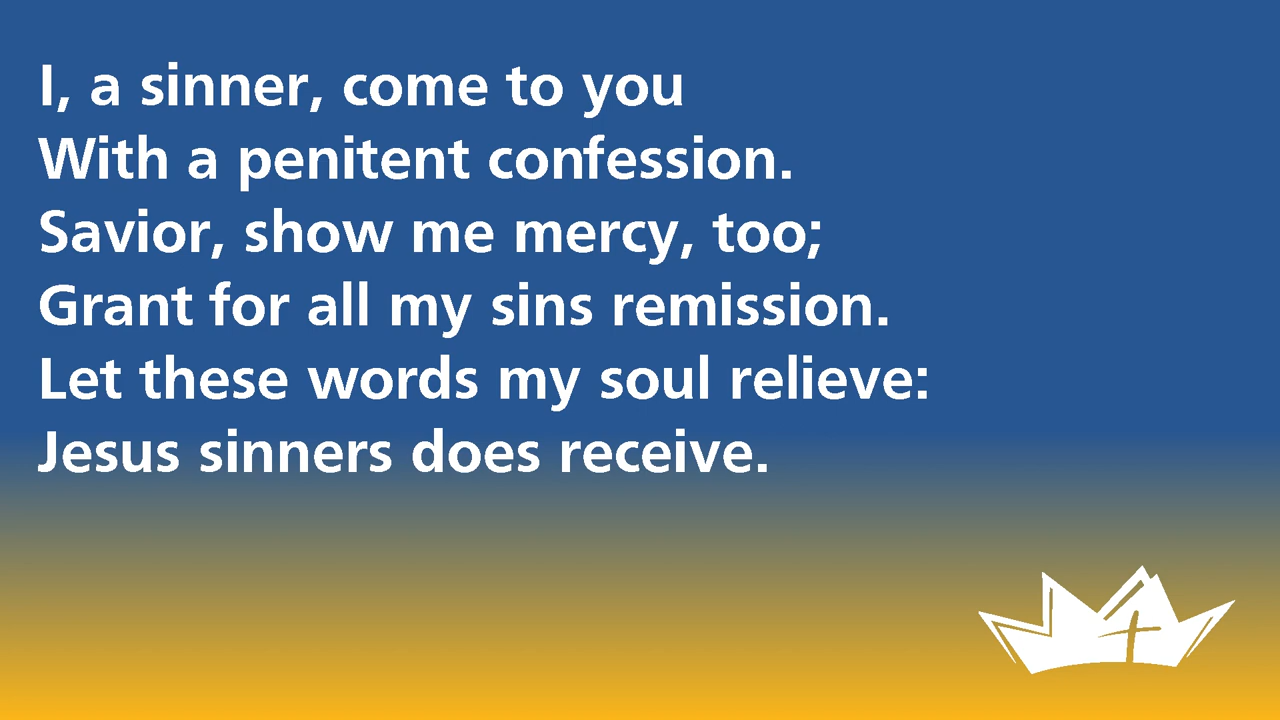 I, a sinner, come to you
With a penitent confession.
Savior, show me mercy, too;
Grant for all my sins remission.
Let these words my soul relieve:
Jesus sinners does receive.